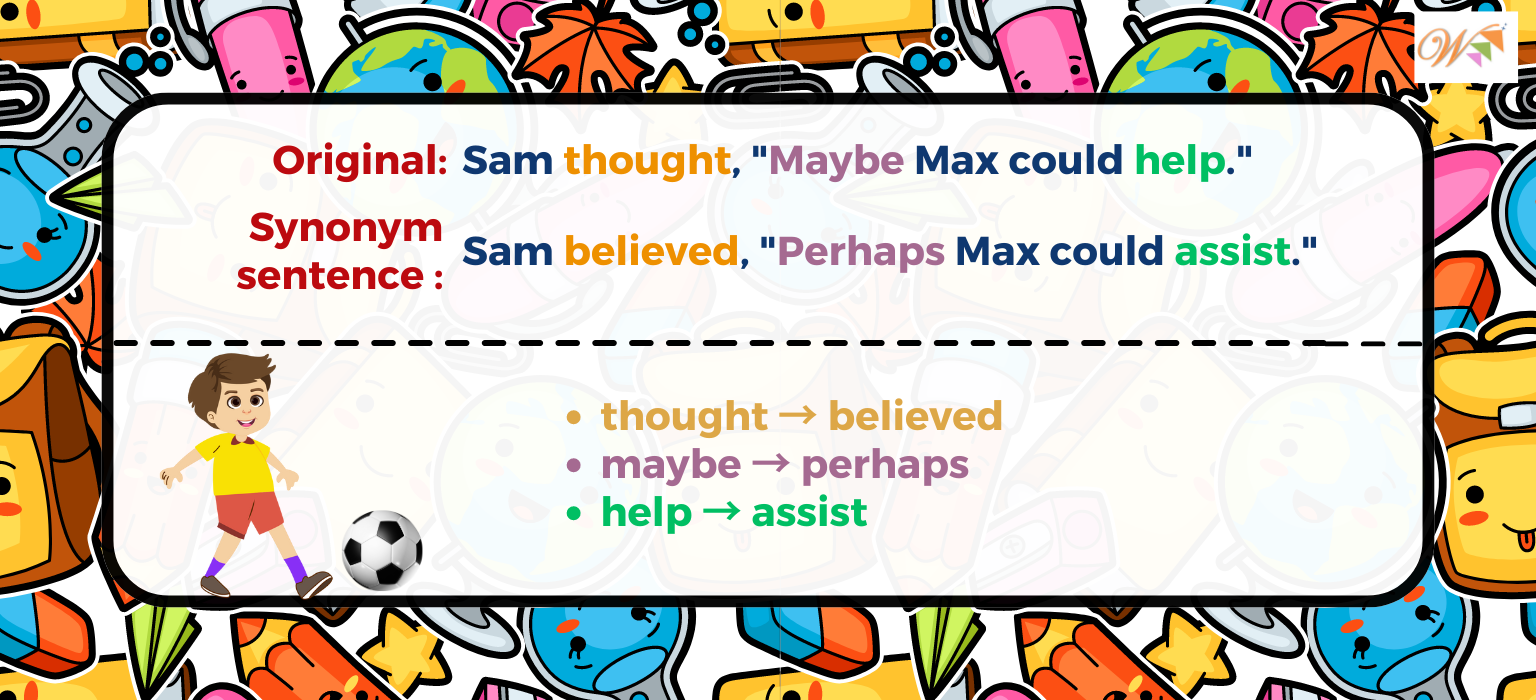 Original: Sam thought, "Maybe Max could help."
Synonym
sentence : Sam believed, "Perhaps Max could assist."
• thought → believed
• maybe → perhaps
• help → assist
W